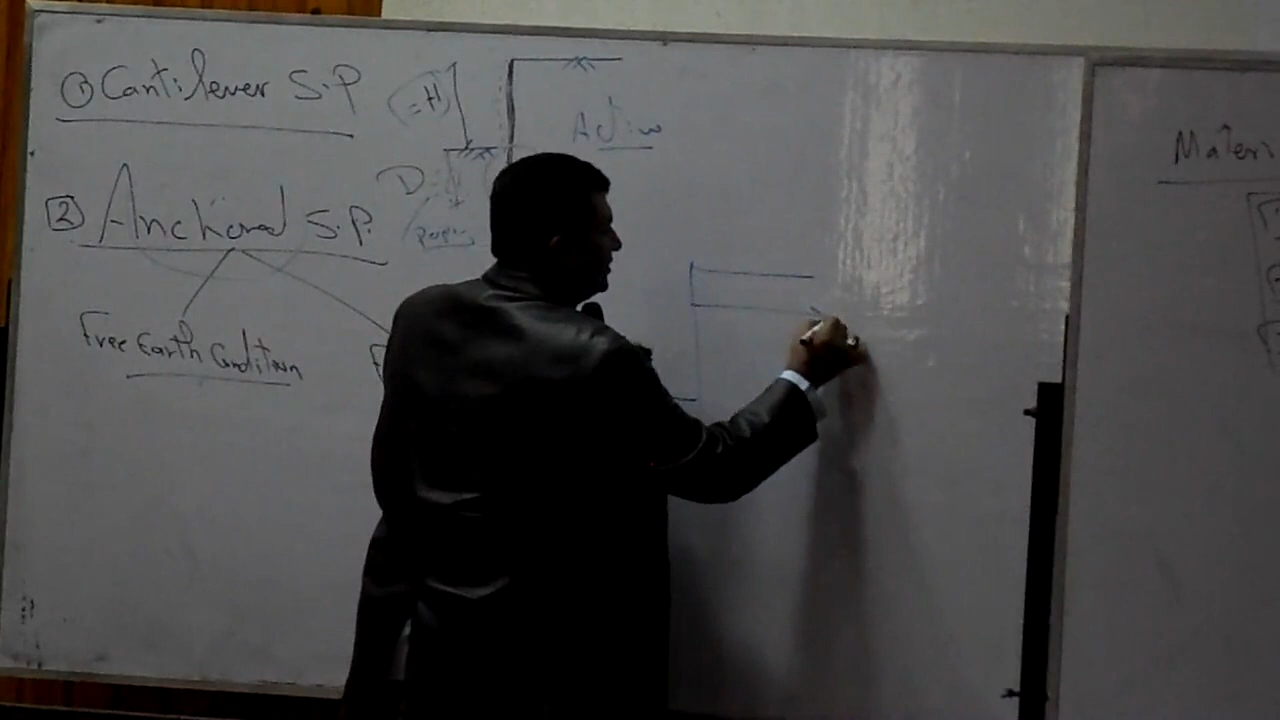 ① Cantilever S.P
= H
Active
D
2 Anchored S.P.
Free Earth Condition
F
Materi